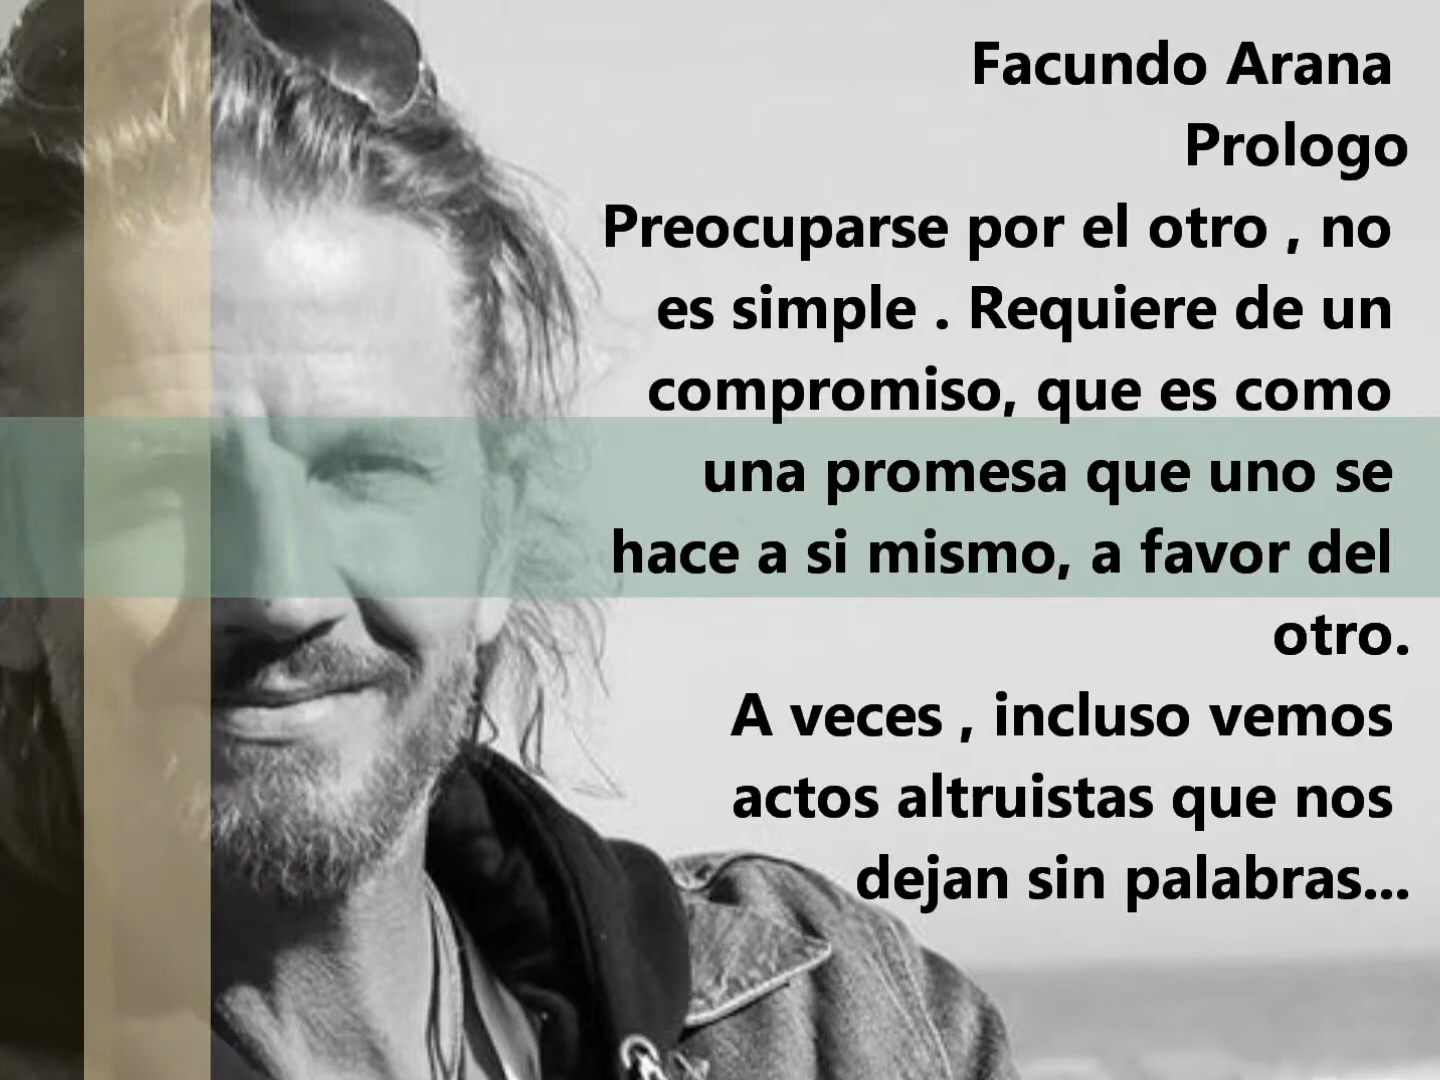 Facundo Arana
Prologo
Preocuparse por el otro , no
es simple . Requiere de un
compromiso, que es como
una promesa que uno se
hace a si mismo, a favor del
otro.
A veces , incluso vemos
actos altruistas que nos
dejan sin palabras...